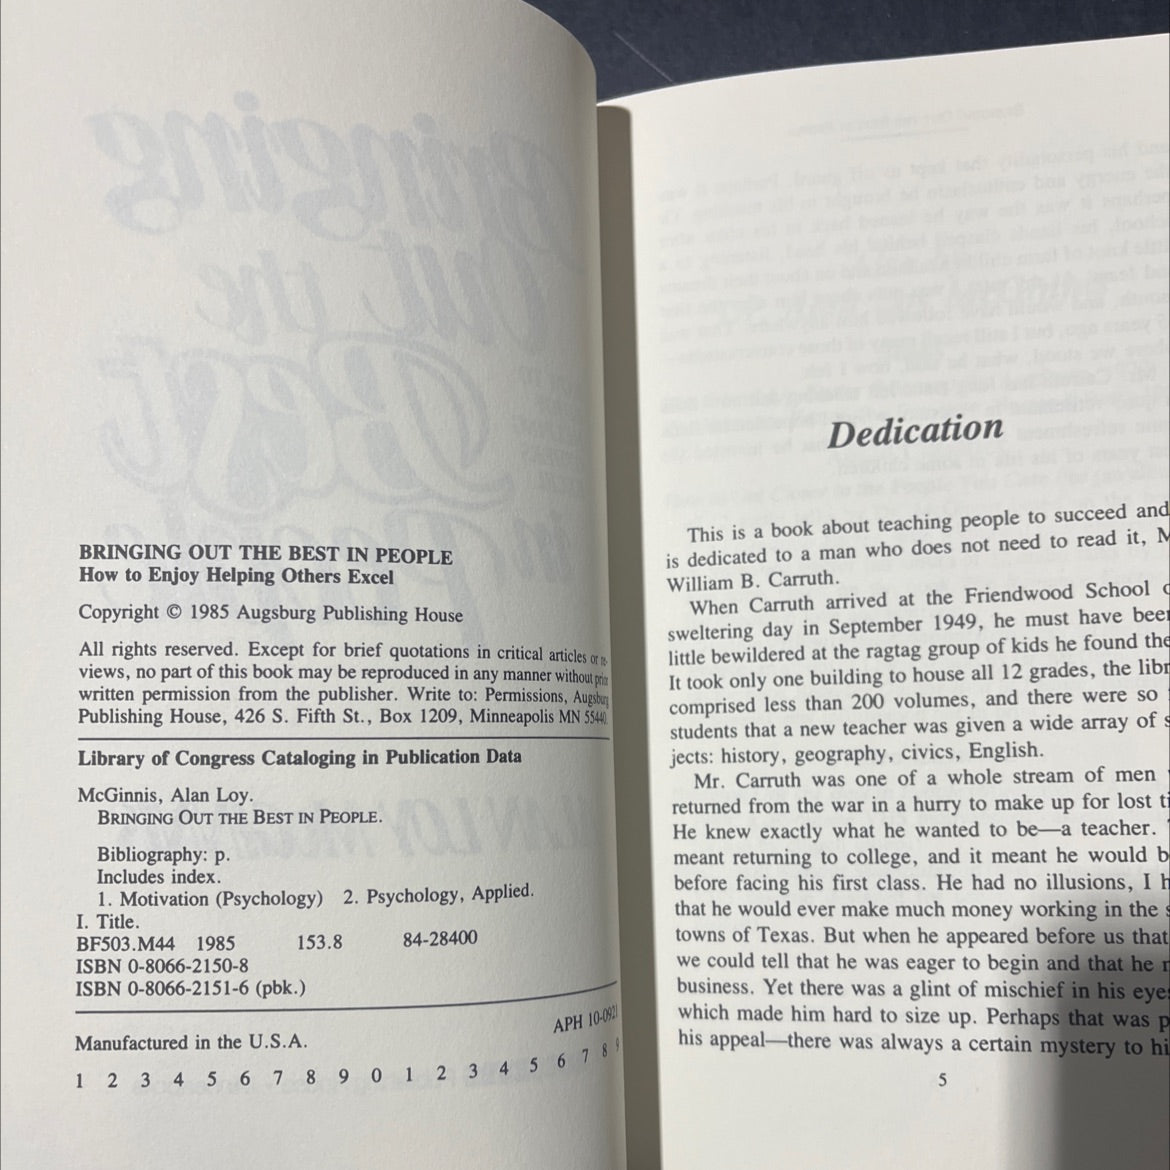 BRINGING OUT THE BEST IN PEOPLE
How to Enjoy Helping Others Excel
Copyright © 1985 Augsburg Publishing House
All rights reserved. Except for brief quotations in critical articles or re-
views, no part of this book may be reproduced in any manner without prior
written permission from the publisher. Write to: Permissions, Augsburg
Publishing House, 426 S. Fifth St., Box 1209, Minneapolis MN 55440.
Library of Congress Cataloging in Publication Data
McGinnis, Alan Loy.
BRINGING OUT THE BEST IN PEOPLE.
Bibliography: p.
Includes index.
1. Motivation (Psychology) 2. Psychology, Applied.
I. Title.
BF503.M44 1985 153.8 84-28400
ISBN 0-8066-2150-8
ISBN 0-8066-2151-6 (pbk.)
Manufactured in the U.S.A. APH 10-0921
1 2 3 4 5 6 7 8 9 0 1 2 3 4 5 6 7 8 9
Dedication
This is a book about teaching people to succeed and
is dedicated to a man who does not need to read it, M
William B. Carruth.
When Carruth arrived at the Friendwood School
sweltering day in September 1949, he must have been
little bewildered at the ragtag group of kids he found the
It took only one building to house all 12 grades, the libr
comprised less than 200 volumes, and there were so
students that a new teacher was given a wide array of s
jects: history, geography, civics, English.
Mr. Carruth was one of a whole stream of men
returned from the war in a hurry to make up for lost ti
He knew exactly what he wanted to be—a teacher.
meant returning to college, and it meant he would b
before facing his first class. He had no illusions, I h
that he would ever make much money working in the s
towns of Texas. But when he appeared before us that
we could tell that he was eager to begin and that he
business. Yet there was a glint of mischief in his eyes
which made him hard to size up. Perhaps that was p
his appeal—there was always a certain mystery to hi
5